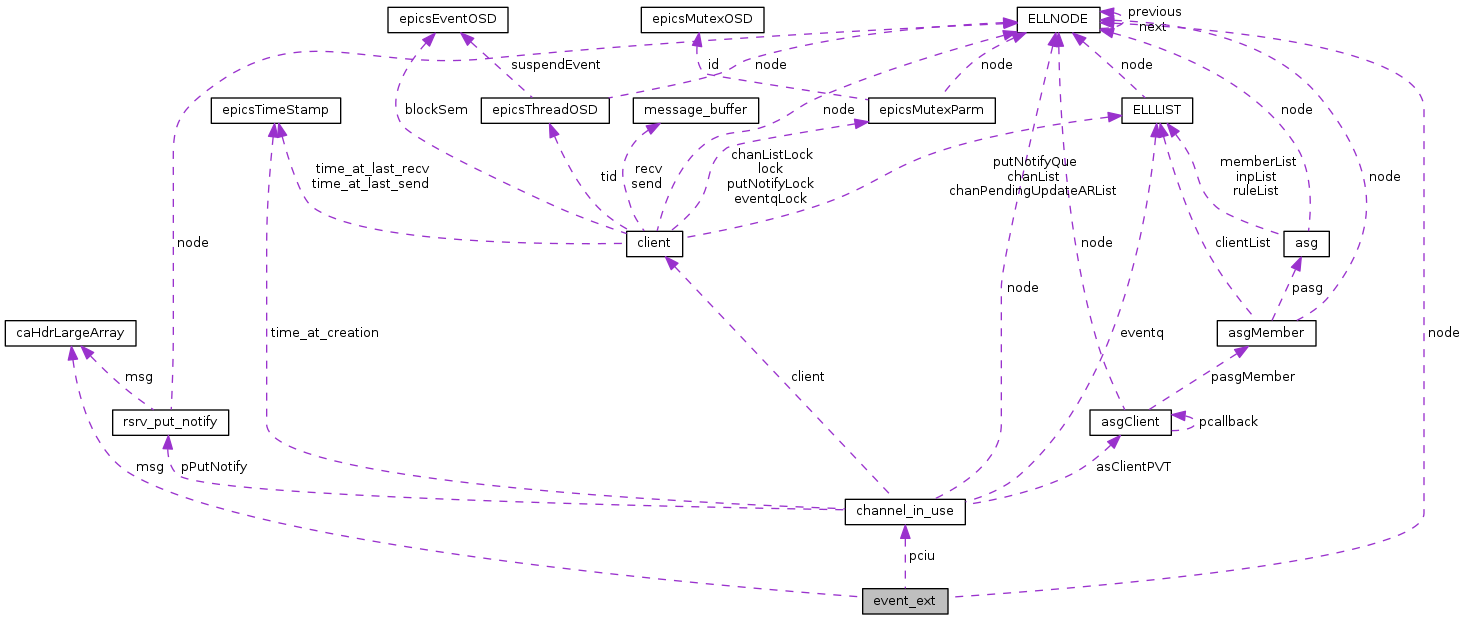 epicsEventOSD
epicsMutexOSD
ELLNODE
previous
next
suspendEvent
node
id
node
node
blockSem
epicsTimeStamp
epicsThreadOSD
message_buffer
node
epicsMutexParm
ELLLIST
node
time_at_last_recv
time_at_last_send
tid
recv
send
chanListLock
lock
putNotifyLock
eventqLock
putNotifyQue
chanList
chanPendingUpdateARList
memberList
inpList
ruleList
node
node
client
node
clientList
asg
node
pasg
caHdrLargeArray
time_at_creation
eventq
asgMember
node
msg
client
pasgMember
rsrv_put_notify
asgClient
pcallback
msg
pPutNotify
asClientPVT
channel_in_use
pciu
event_ext